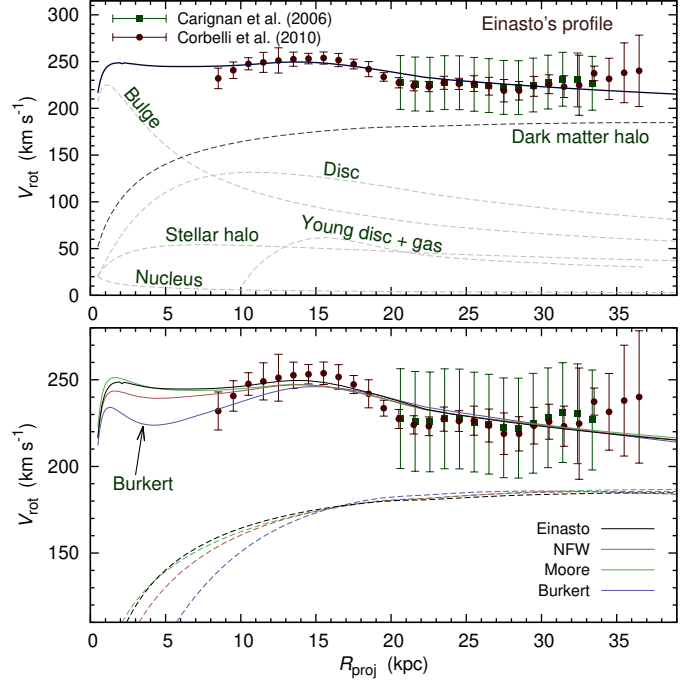 Carignan et al. (2006)
Corbelli et al. (2010)
Einasto's profile
300
250
200
150
100
50
0
V_rot (km s⁻¹)
Bulge
Dark matter halo
Disc
Stellar halo
Young disc + gas
Nucleus
0 5 10 15 20 25 30 35
250
200
150
V_rot (km s⁻¹)
Burkert
Einasto
NFW
Moore
Burkert
0 5 10 15 20 25 30 35
R_proj (kpc)